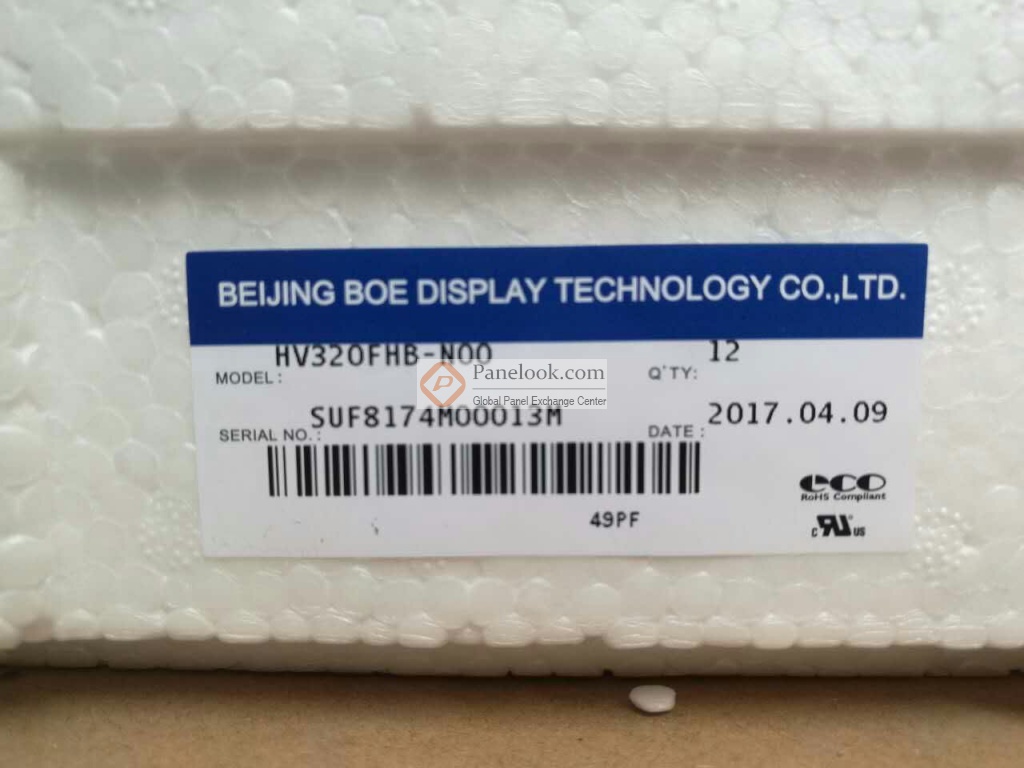 BEIJING BOE DISPLAY TECHNOLOGY CO.,LTD.
MODEL: HV320FHB-N00 Q'TY: 12
Panelook.com
Global Panel Exchange Center
SERIAL NO.: SUF8174M00013M DATE: 2017.04.09
eco
RoHS Compliant
49PF
c RU us